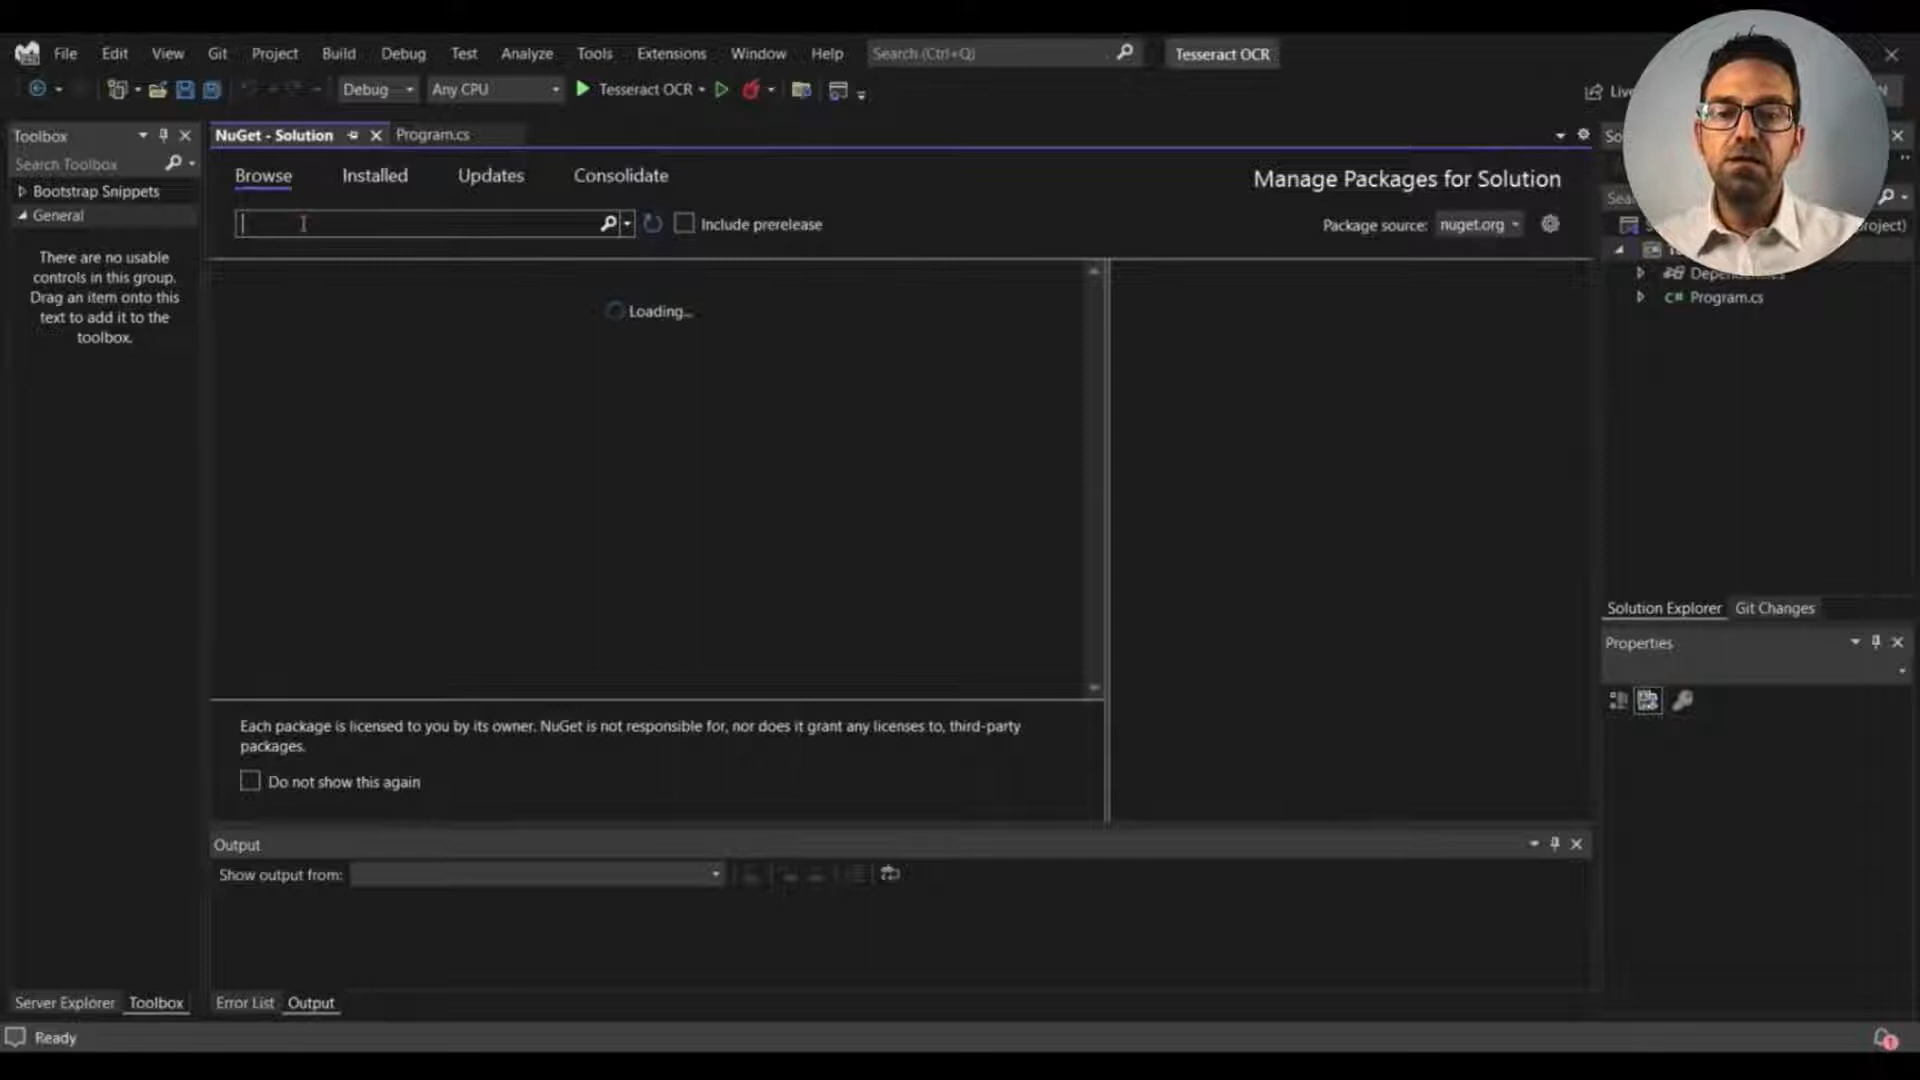 File Edit View Git Project Build Debug Test Analyze Tools Extensions Window Help Search (Ctrl+Q) Tesseract OCR
Debug Any CPU Tesseract OCR
Toolbox NuGet - Solution Program.cs
Search Toolbox
Bootstrap Snippets
General
There are no usable
controls in this group.
Drag an item onto this
text to add it to the
toolbox.
Browse Installed Updates Consolidate Manage Packages for Solution
Include prerelease Package source: nuget.org
Loading...
Each package is licensed to you by its owner. NuGet is not responsible for, nor does it grant any licenses to, third-party
packages.
Do not show this again
Output
Show output from:
Program.cs
Solution Explorer Git Changes
Properties
Server Explorer Toolbox Error List Output
Ready
1